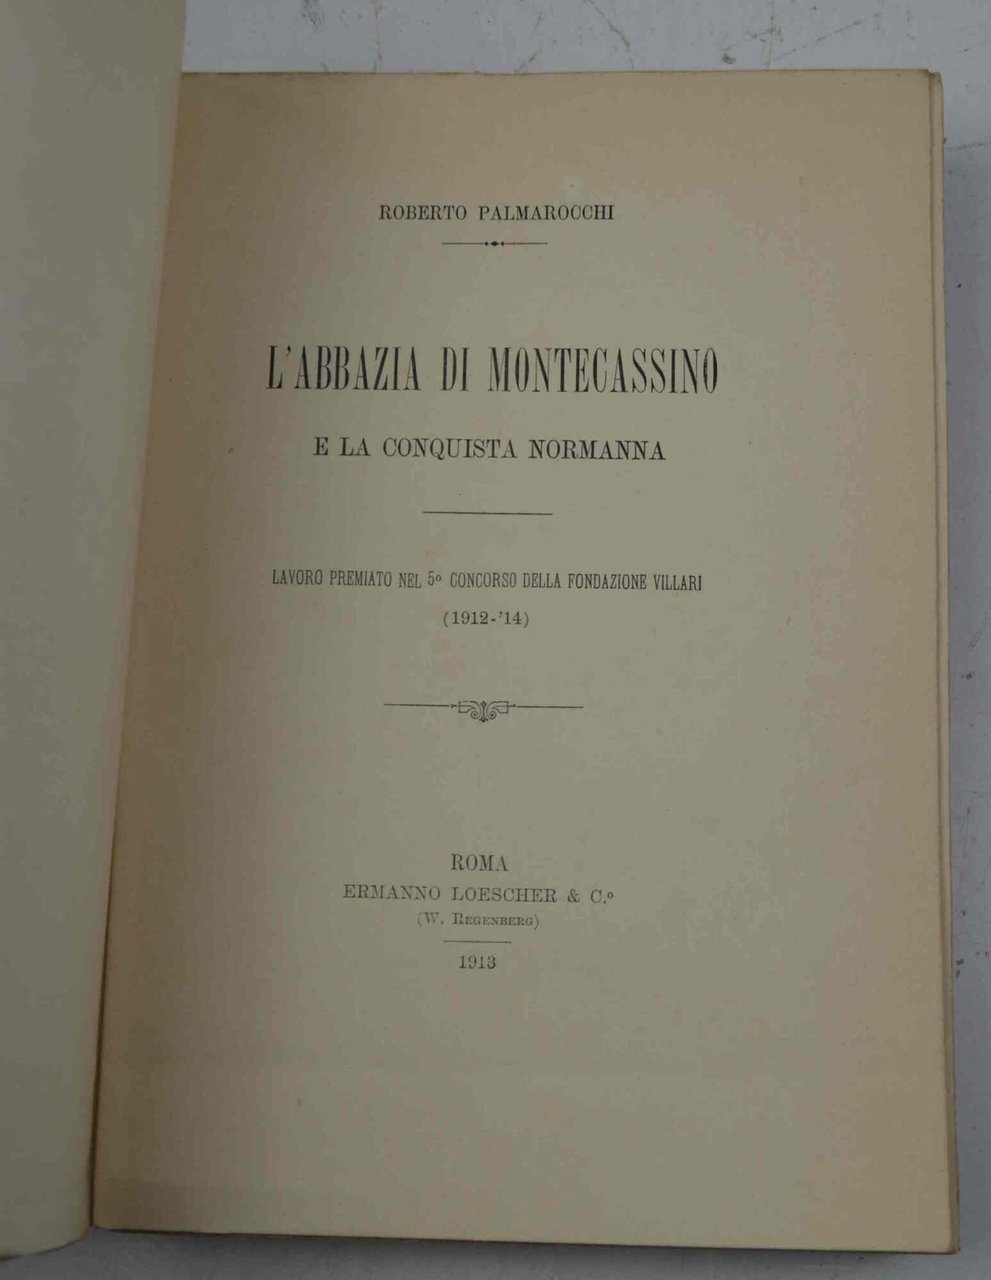 ROBERTO PALMAROCCHI
L'ABBAZIA DI MONTECASSINO
E LA CONQUISTA NORMANNA
LAVORO PREMIATO NEL 5º CONCORSO DELLA FONDAZIONE VILLARI
(1912-'14)
ROMA
ERMANNO LOESCHER & C.º
(W. REGENBERG)
1913